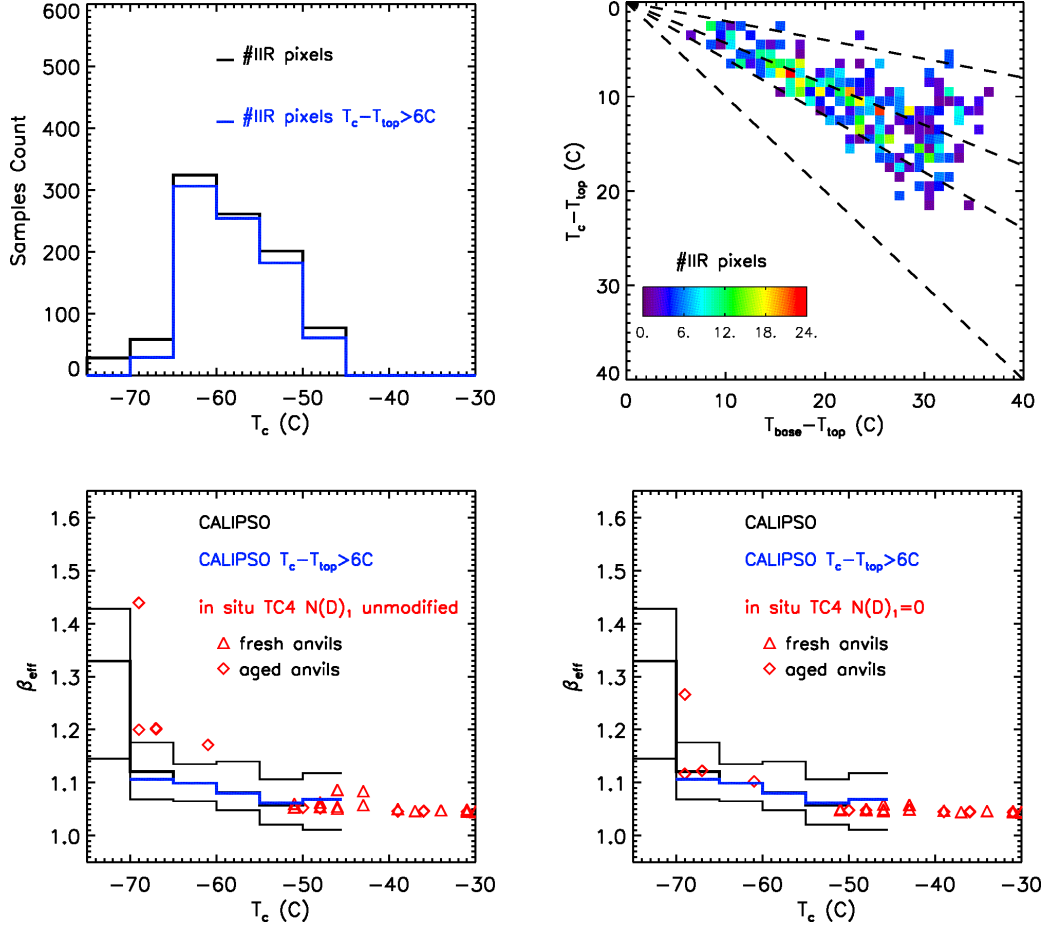 600
500
400
300
200
100
0
Samples Count
#IIR pixels
#IIR pixels Tc−Ttop>6C
−70 −60 −50 −40 −30
Tc (C)
0
10
20
30
40
Tc−Ttop (C)
#IIR pixels
0. 6. 12. 18. 24.
0 10 20 30 40
Tbase−Ttop (C)
1.6
1.5
1.4
1.3
1.2
1.1
1.0
βeff
CALIPSO
CALIPSO Tc−Ttop>6C
in situ TC4 N(D)1 unmodified
fresh anvils
aged anvils
−70 −60 −50 −40 −30
Tc (C)
1.6
1.5
1.4
1.3
1.2
1.1
1.0
βeff
CALIPSO
CALIPSO Tc−Ttop>6C
in situ TC4 N(D)1=0
fresh anvils
aged anvils
−70 −60 −50 −40 −30
Tc (C)